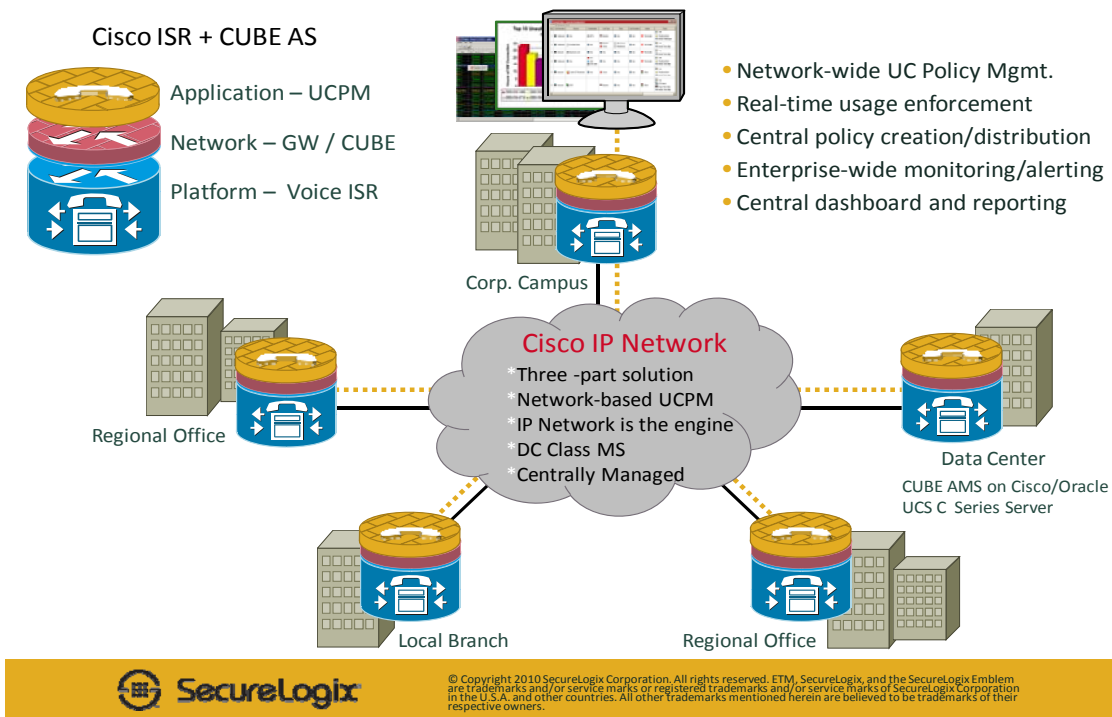 Cisco ISR + CUBE AS
Application – UCPM
Network – GW / CUBE
Platform – Voice ISR
• Network-wide UC Policy Mgmt.
• Real-time usage enforcement
• Central policy creation/distribution
• Enterprise-wide monitoring/alerting
• Central dashboard and reporting
Corp. Campus
Regional Office
Cisco IP Network
*Three -part solution
*Network-based UCPM
*IP Network is the engine
*DC Class MS
*Centrally Managed
Data Center
CUBE AMS on Cisco/Oracle
UCS C Series Server
Local Branch
Regional Office
SecureLogix
© Copyright 2010 SecureLogix Corporation. All rights reserved. ETM, SecureLogix, and the SecureLogix Emblem
are trademarks and/or service marks or registered trademarks and/or service marks of SecureLogix Corporation
in the U.S.A. and other countries. All other trademarks mentioned herein are believed to be trademarks of their
respective owners.